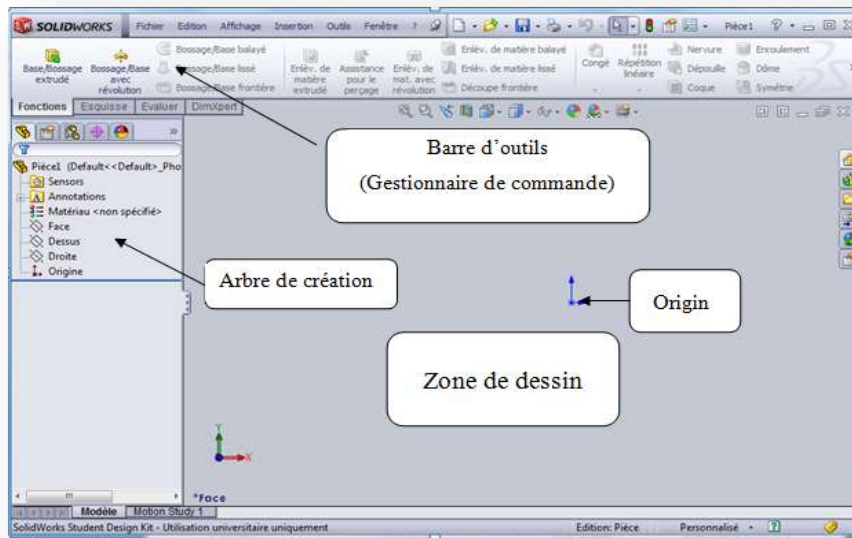 SOLIDWORKS Fichier Edition Affichage Insertion Outils Fenêtre ? Pièce1 ?
Base/Bossage extrudé
Bossage/Base avec révolution
Bossage/Base balayé
Bossage/Base lissé
Bossage/Base frontière
Enlèv. de matière extrudé
Assistance pour le perçage
Enlèv. de mat. avec révolution
Enlèv. de matière balayé
Enlèv. de matière lissé
Découpe frontière
Congé
Répétition linéaire
Nervure
Dépouille
Coque
Enroulement
Dôme
Symétrie
Fonctions Esquisse Evaluer DimXpert
Pièce1 (Default<<Default>_Pho
Sensors
Annotations
Matériau <non spécifié>
Face
Dessus
Droite
Origine
Barre d'outils
(Gestionnaire de commande)
Arbre de création
Origin
Zone de dessin
Y
X
*Face
Modèle Motion Study 1
SolidWorks Student Design Kit - Utilisation universitaire uniquement Edition: Pièce Personnalisé ?